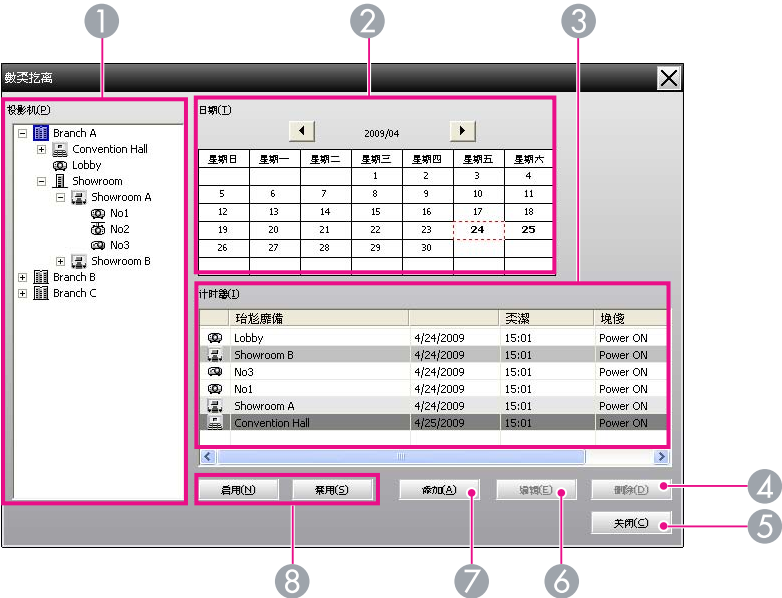 1 2 3
數奕挓离
投影机(P)
Branch A
Convention Hall
Lobby
Showroom
Showroom A
No1
No2
No3
Showroom B
Branch B
Branch C
日期(T)
2009/04
星期日 星期一 星期二 星期三 星期四 星期五 星期六
1 2 3 4
5 6 7 8 9 10 11
12 13 14 15 16 17 18
19 20 21 22 23 24 25
26 27 28 29 30
计时器(I)
Lobby 4/24/2009 15:01 Power ON
Showroom B 4/24/2009 15:01 Power ON
No3 4/24/2009 15:01 Power ON
No1 4/24/2009 15:01 Power ON
Showroom A 4/24/2009 15:01 Power ON
Convention Hall 4/25/2009 15:01 Power ON
启用(N) 禁用(S) 添加(A) 编辑(E) 删除(D) 4
关闭(C) 5
8 7 6